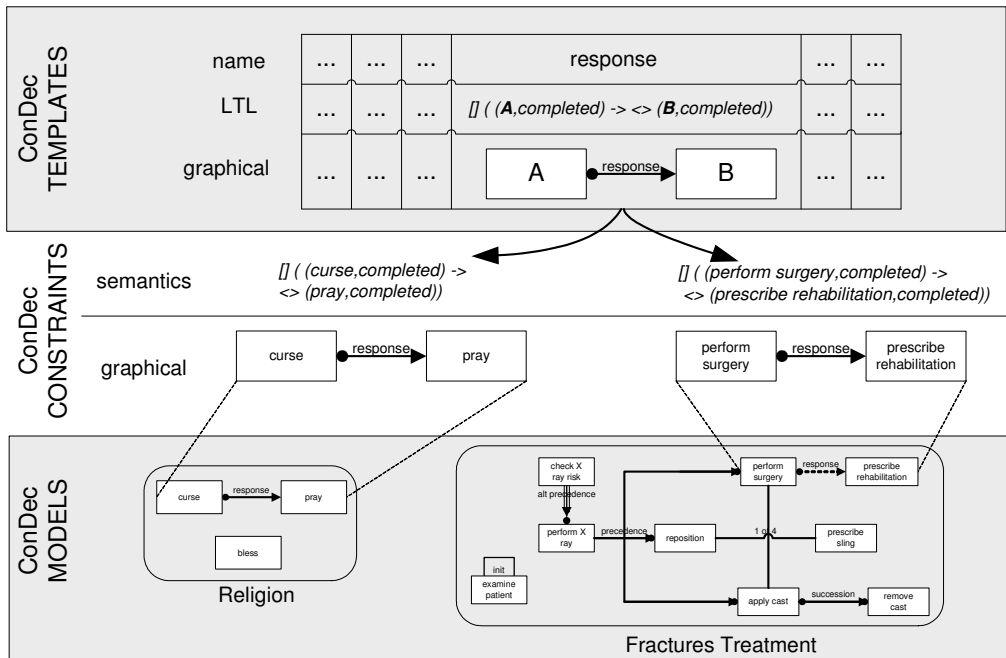 ConDec
TEMPLATES
name
... ... ... response ... ...
LTL
... ... ... [] ( (A,completed) -> <> (B,completed)) ... ...
graphical
... ... ... A response B ... ...
ConDec
CONSTRAINTS
semantics
[] ( (curse,completed) ->
<> (pray,completed))
[] ( (perform surgery,completed) ->
<> (prescribe rehabilitation,completed))
graphical
curse response pray
perform
surgery
response
prescribe
rehabilitation
ConDec
MODELS
curse response pray
bless
Religion
check X
ray risk
alt precedence
perform X
ray
precedence
reposition
1 of 4
perform
surgery
response
prescribe
rehabilitation
prescribe
sling
init
examine
patient
apply cast
succession
remove
cast
Fractures Treatment